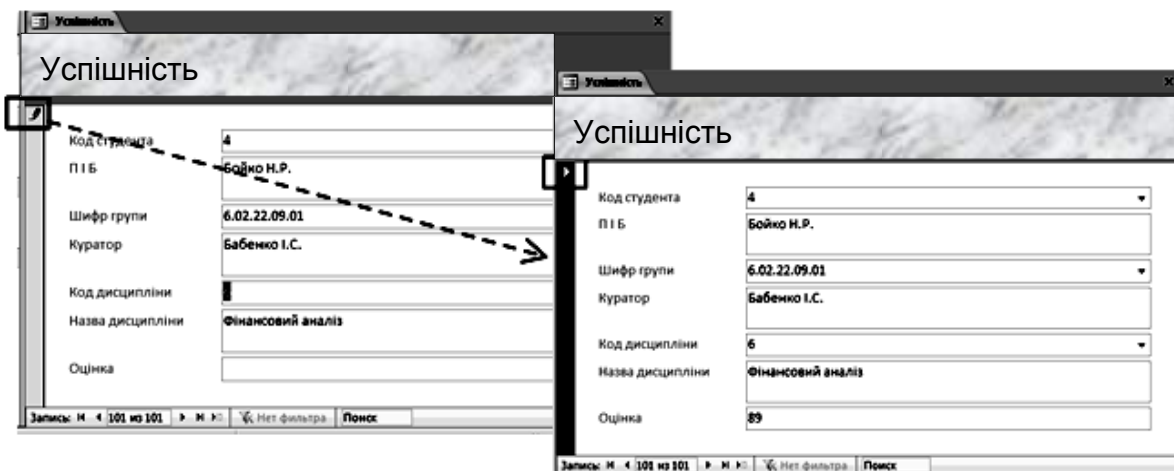 Успішність
Успішність
Код студента 4
П І Б Бойко Н.Р.
Шифр групи 6.02.22.09.01
Куратор Бабенко І.С.
Код дисципліни
Назва дисципліни Фінансовий аналіз
Оцінка
Запись: 101 из 101 Нет фильтра Поиск
Успішність
Успішність
Код студента 4
П І Б Бойко Н.Р.
Шифр групи 6.02.22.09.01
Куратор Бабенко І.С.
Код дисципліни 6
Назва дисципліни Фінансовий аналіз
Оцінка 89
Запись: 101 из 101 Нет фильтра Поиск